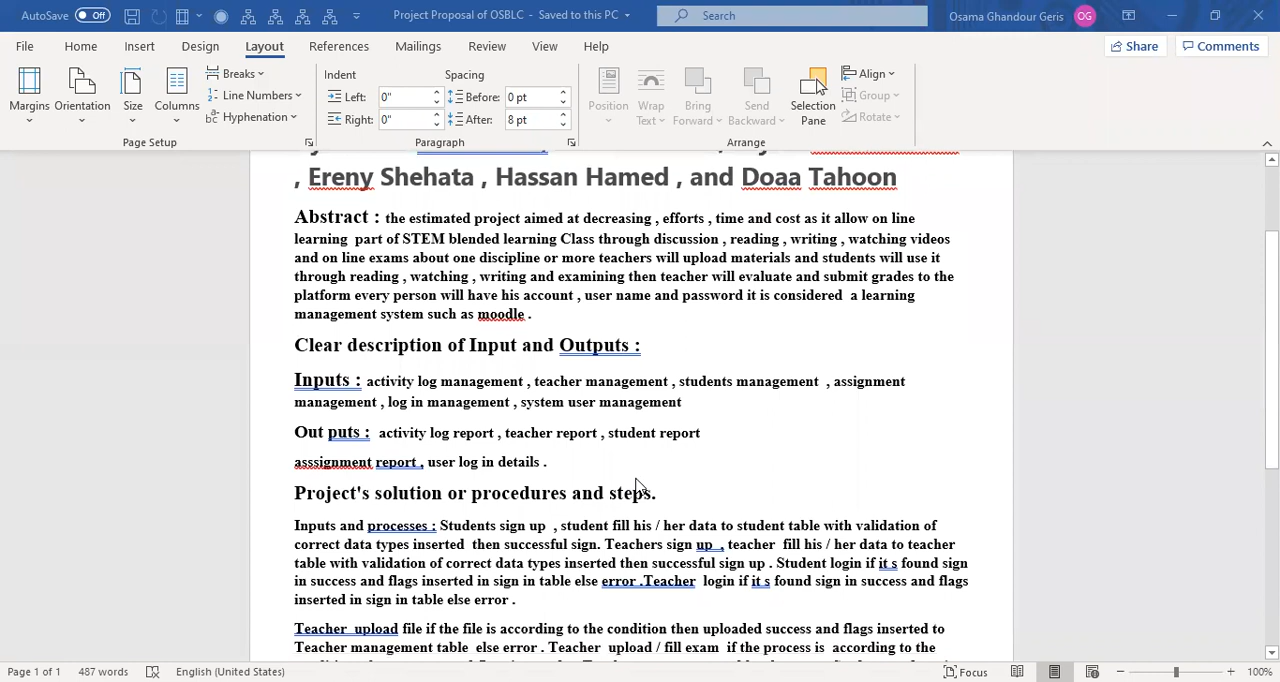 AutoSave Off Project Proposal of OSBLC - Saved to this PC Search Osama Ghandour Geris OG
File Home Insert Design Layout References Mailings Review View Help Share Comments
Margins Orientation Size Columns Breaks Line Numbers Hyphenation
Page Setup
Indent Spacing
Left: 0" Before: 0 pt
Right: 0" After: 8 pt
Paragraph
Position Wrap Text Bring Forward Send Backward Selection Pane Align Group Rotate
Arrange
, Ereny Shehata , Hassan Hamed , and Doaa Tahoon
Abstract : the estimated project aimed at decreasing , efforts , time and cost as it allow on line
learning part of STEM blended learning Class through discussion , reading , writing , watching videos
and on line exams about one discipline or more teachers will upload materials and students will use it
through reading , watching , writing and examining then teacher will evaluate and submit grades to the
platform every person will have his account , user name and password it is considered a learning
management system such as moodle .
Clear description of Input and Outputs :
Inputs : activity log management , teacher management , students management , assignment
management , log in management , system user management
Out puts : activity log report , teacher report , student report
asssignment report , user log in details .
Project's solution or procedures and steps.
Inputs and processes : Students sign up , student fill his / her data to student table with validation of
correct data types inserted then successful sign. Teachers sign up , teacher fill his / her data to teacher
table with validation of correct data types inserted then successful sign up . Student login if it s found sign
in success and flags inserted in sign in table else error .Teacher login if it s found sign in success and flags
inserted in sign in table else error .
Teacher upload file if the file is according to the condition then uploaded success and flags inserted to
Teacher management table else error . Teacher upload / fill exam if the process is according to the
Page 1 of 1 487 words English (United States) Focus 100%